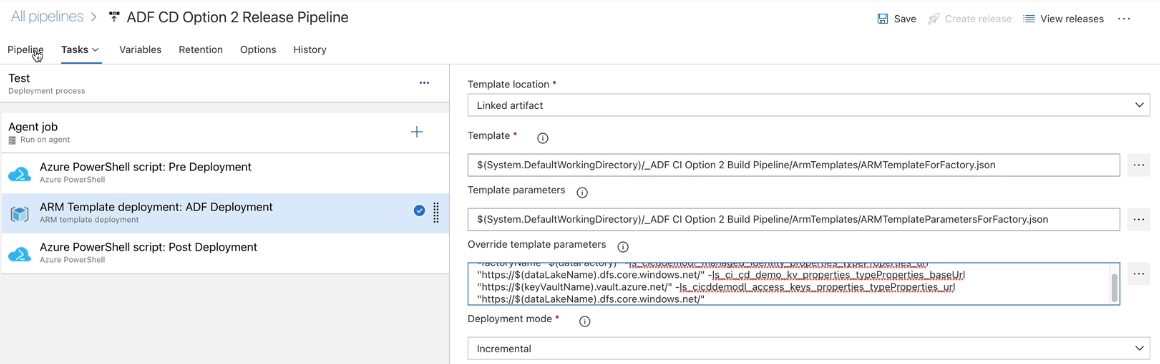 All pipelines > ADF CD Option 2 Release Pipeline
Save Create release View releases ...
Pipeline Tasks Variables Retention Options History
Test
Deployment process
...
Agent job
Run on agent
+
Azure PowerShell script: Pre Deployment
Azure PowerShell
ARM Template deployment: ADF Deployment
ARM template deployment
Azure PowerShell script: Post Deployment
Azure PowerShell
Template location *
Linked artifact
Template *
$(System.DefaultWorkingDirectory)/_ADF CI Option 2 Build Pipeline/ArmTemplates/ARMTemplateForFactory.json
...
Template parameters
$(System.DefaultWorkingDirectory)/_ADF CI Option 2 Build Pipeline/ArmTemplates/ARMTemplateParametersForFactory.json
...
Override template parameters
-factoryName "$(dataFactory)" -ls_cicddemodl_managed_identity_properties_typeProperties_url
"https://$(dataLakeName).dfs.core.windows.net/" -ls_ci_cd_demo_kv_properties_typeProperties_baseUrl
"https://$(keyVaultName).vault.azure.net/" -ls_cicddemodl_access_keys_properties_typeProperties_url
"https://$(dataLakeName).dfs.core.windows.net/"
...
Deployment mode *
Incremental